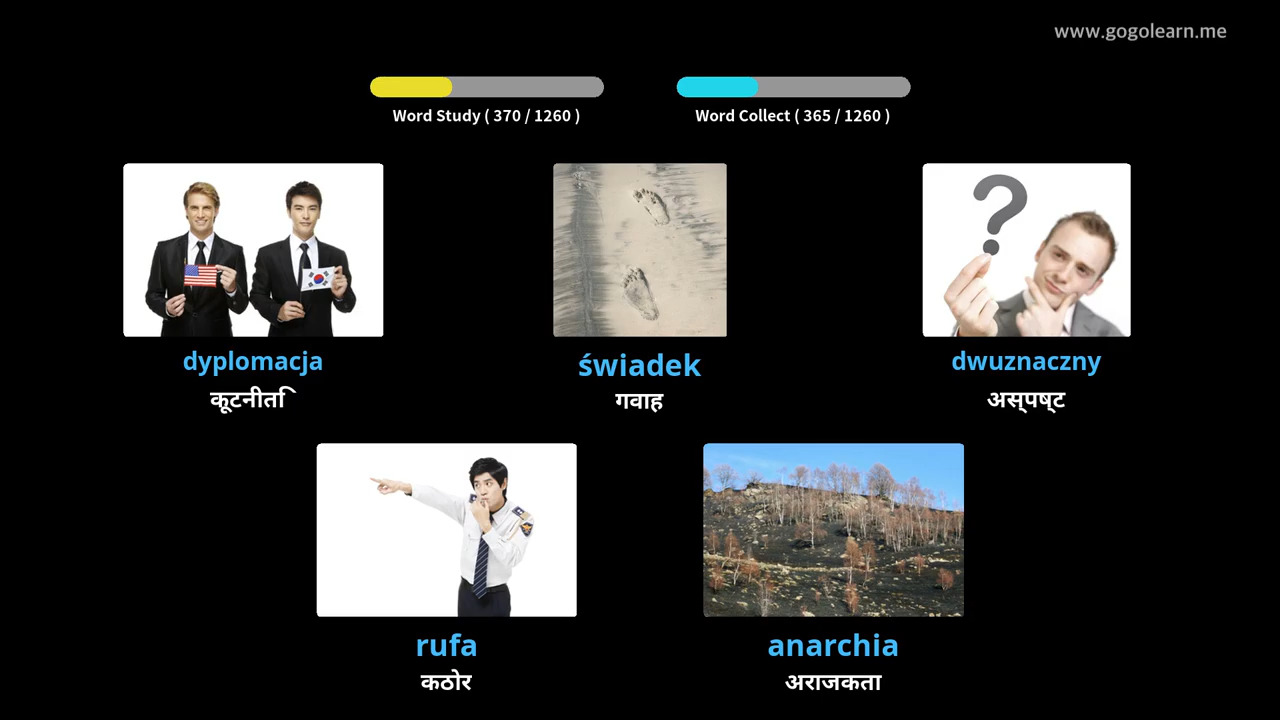 www.gogolearn.me
Word Study ( 370 / 1260 )
Word Collect ( 365 / 1260 )
dyplomacja
कूटनीति
świadek
गवाह
dwuznaczny
अस्पष्ट
rufa
कठोर
anarchia
अराजकता